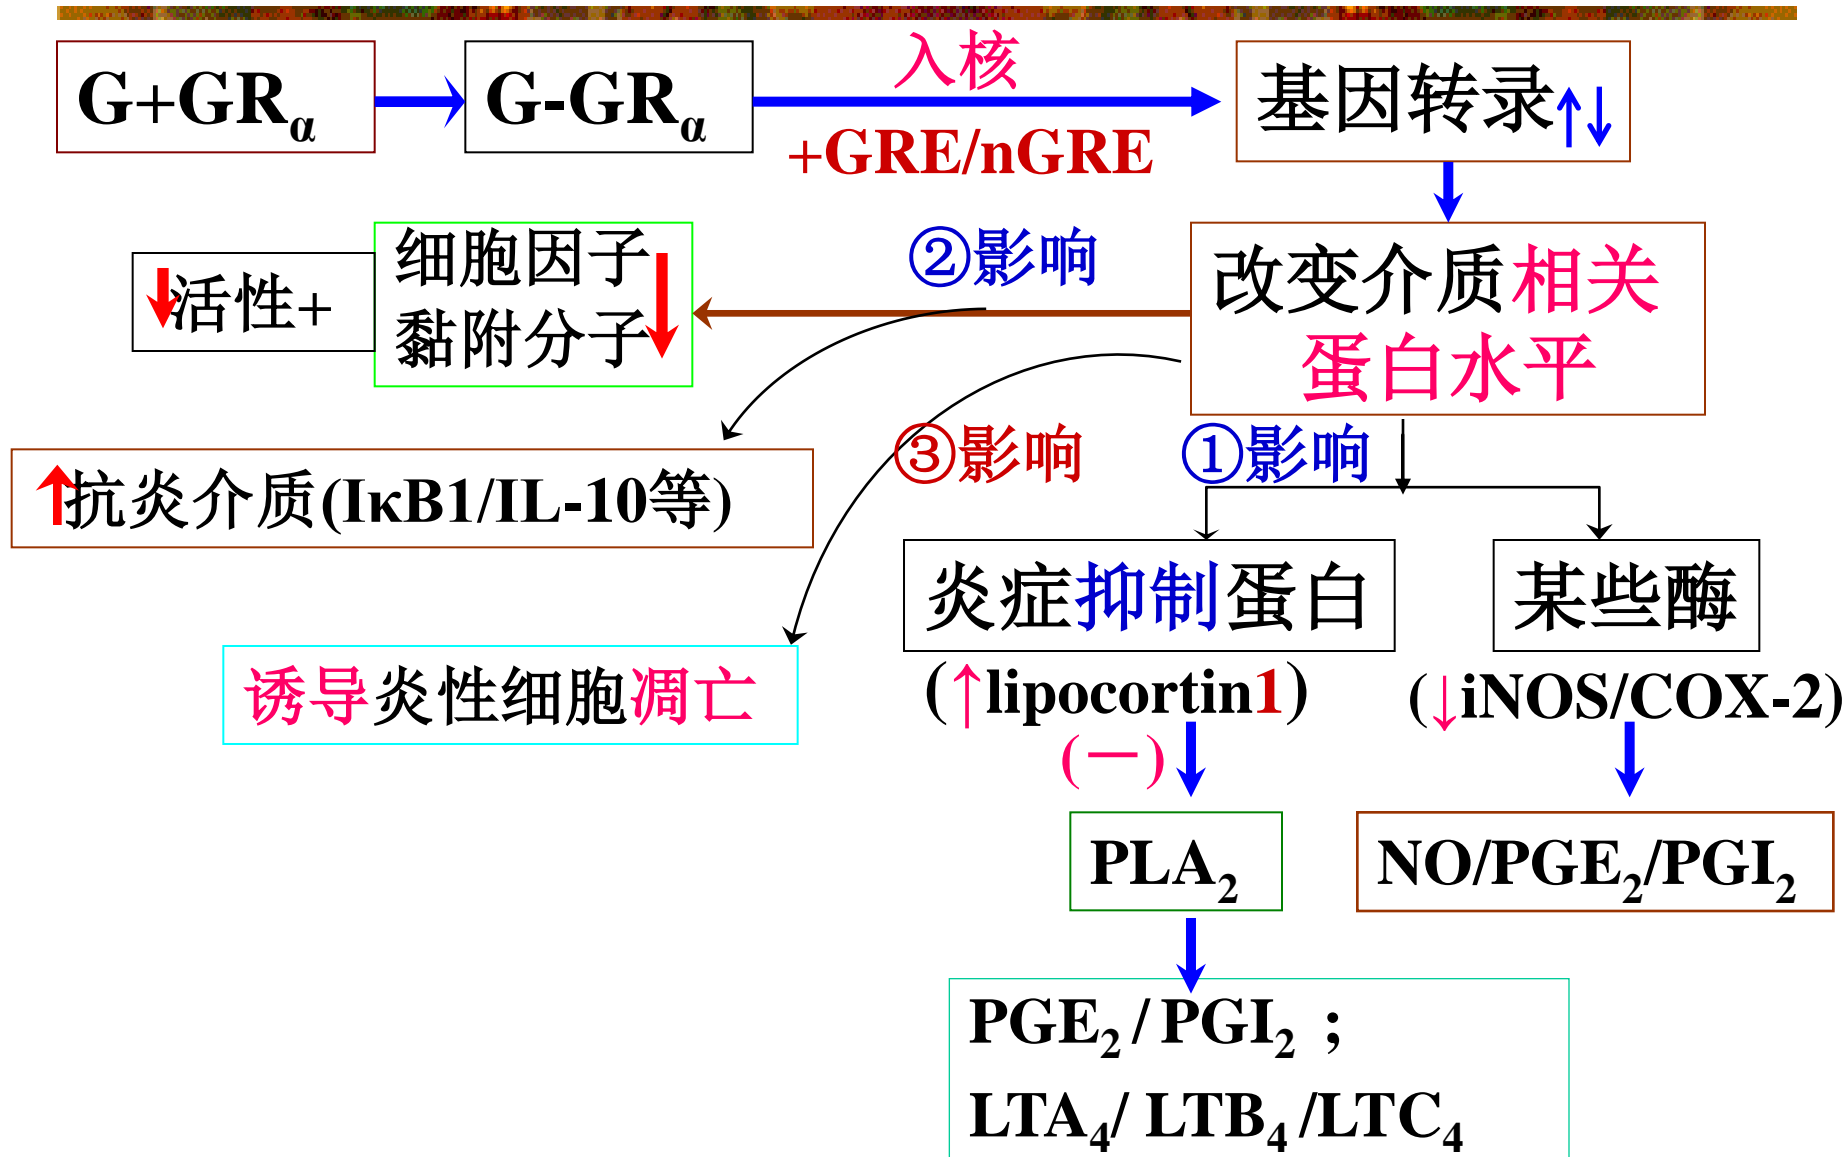 G+GRα
G-GRα
入核
+GRE/nGRE
基因转录↑↓
改变介质相关
蛋白水平
②影响
细胞因子↓
黏附分子
↓活性+
↑抗炎介质(IκB1/IL-10等)
③影响
诱导炎性细胞凋亡
①影响
炎症抑制蛋白
(↑lipocortin1)
(一)
某些酶
(↓iNOS/COX-2)
PLA₂
NO/PGE₂/PGI₂
PGE₂ / PGI₂ ;
LTA₄/ LTB₄ /LTC₄